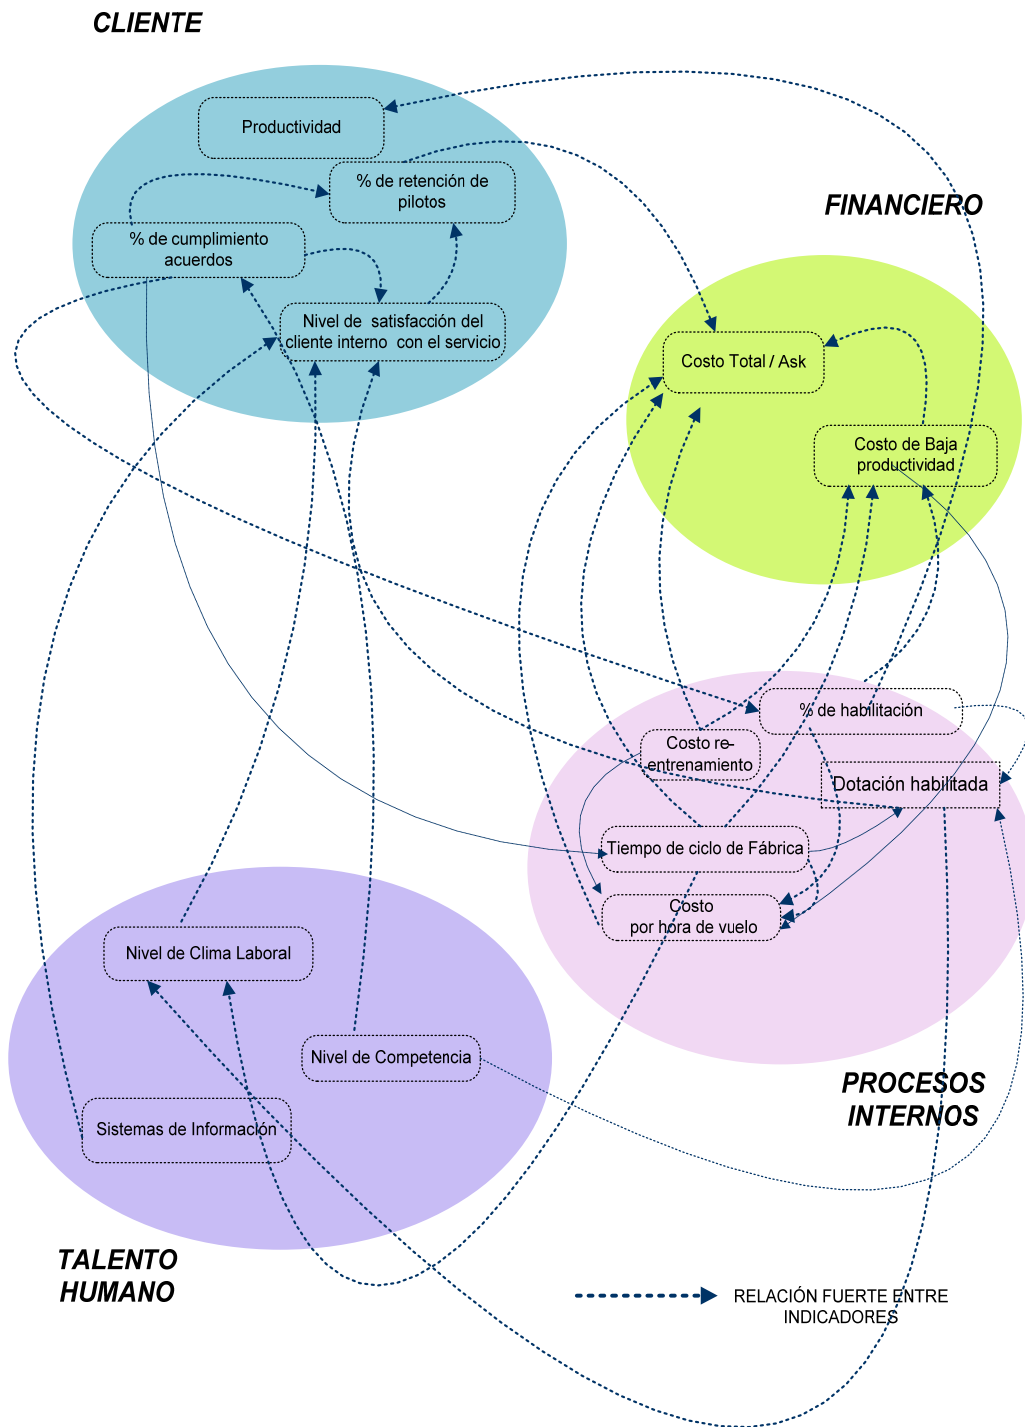 CLIENTE
Productividad
% de retención de
pilotos
% de cumplimiento
acuerdos
Nivel de satisfacción del
cliente interno con el servicio
FINANCIERO
Costo Total / Ask
Costo de Baja
productividad
% de habilitación
Costo re-
entrenamiento
Dotación habilitada
Tiempo de ciclo de Fábrica
Costo
por hora de vuelo
PROCESOS
INTERNOS
Nivel de Clima Laboral
Nivel de Competencia
Sistemas de Información
TALENTO
HUMANO
RELACIÓN FUERTE ENTRE
INDICADORES